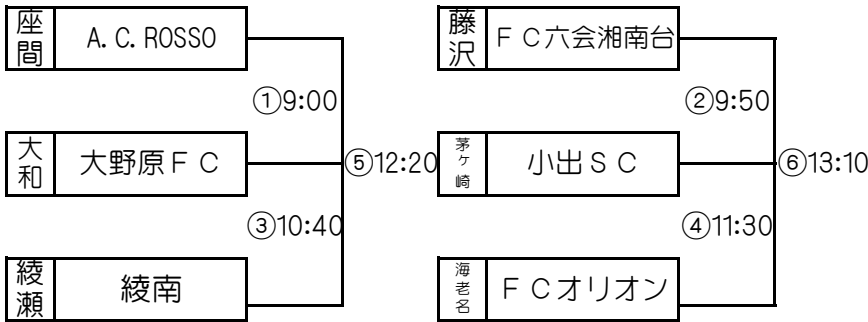 座間 A.C.ROSSO
①9:00
大和 大野原ＦＣ
⑤12:20
③10:40
綾瀬 綾南
藤沢 ＦＣ六会湘南台
②9:50
茅ヶ崎 小出ＳＣ
⑥13:10
④11:30
海老名 ＦＣオリオン